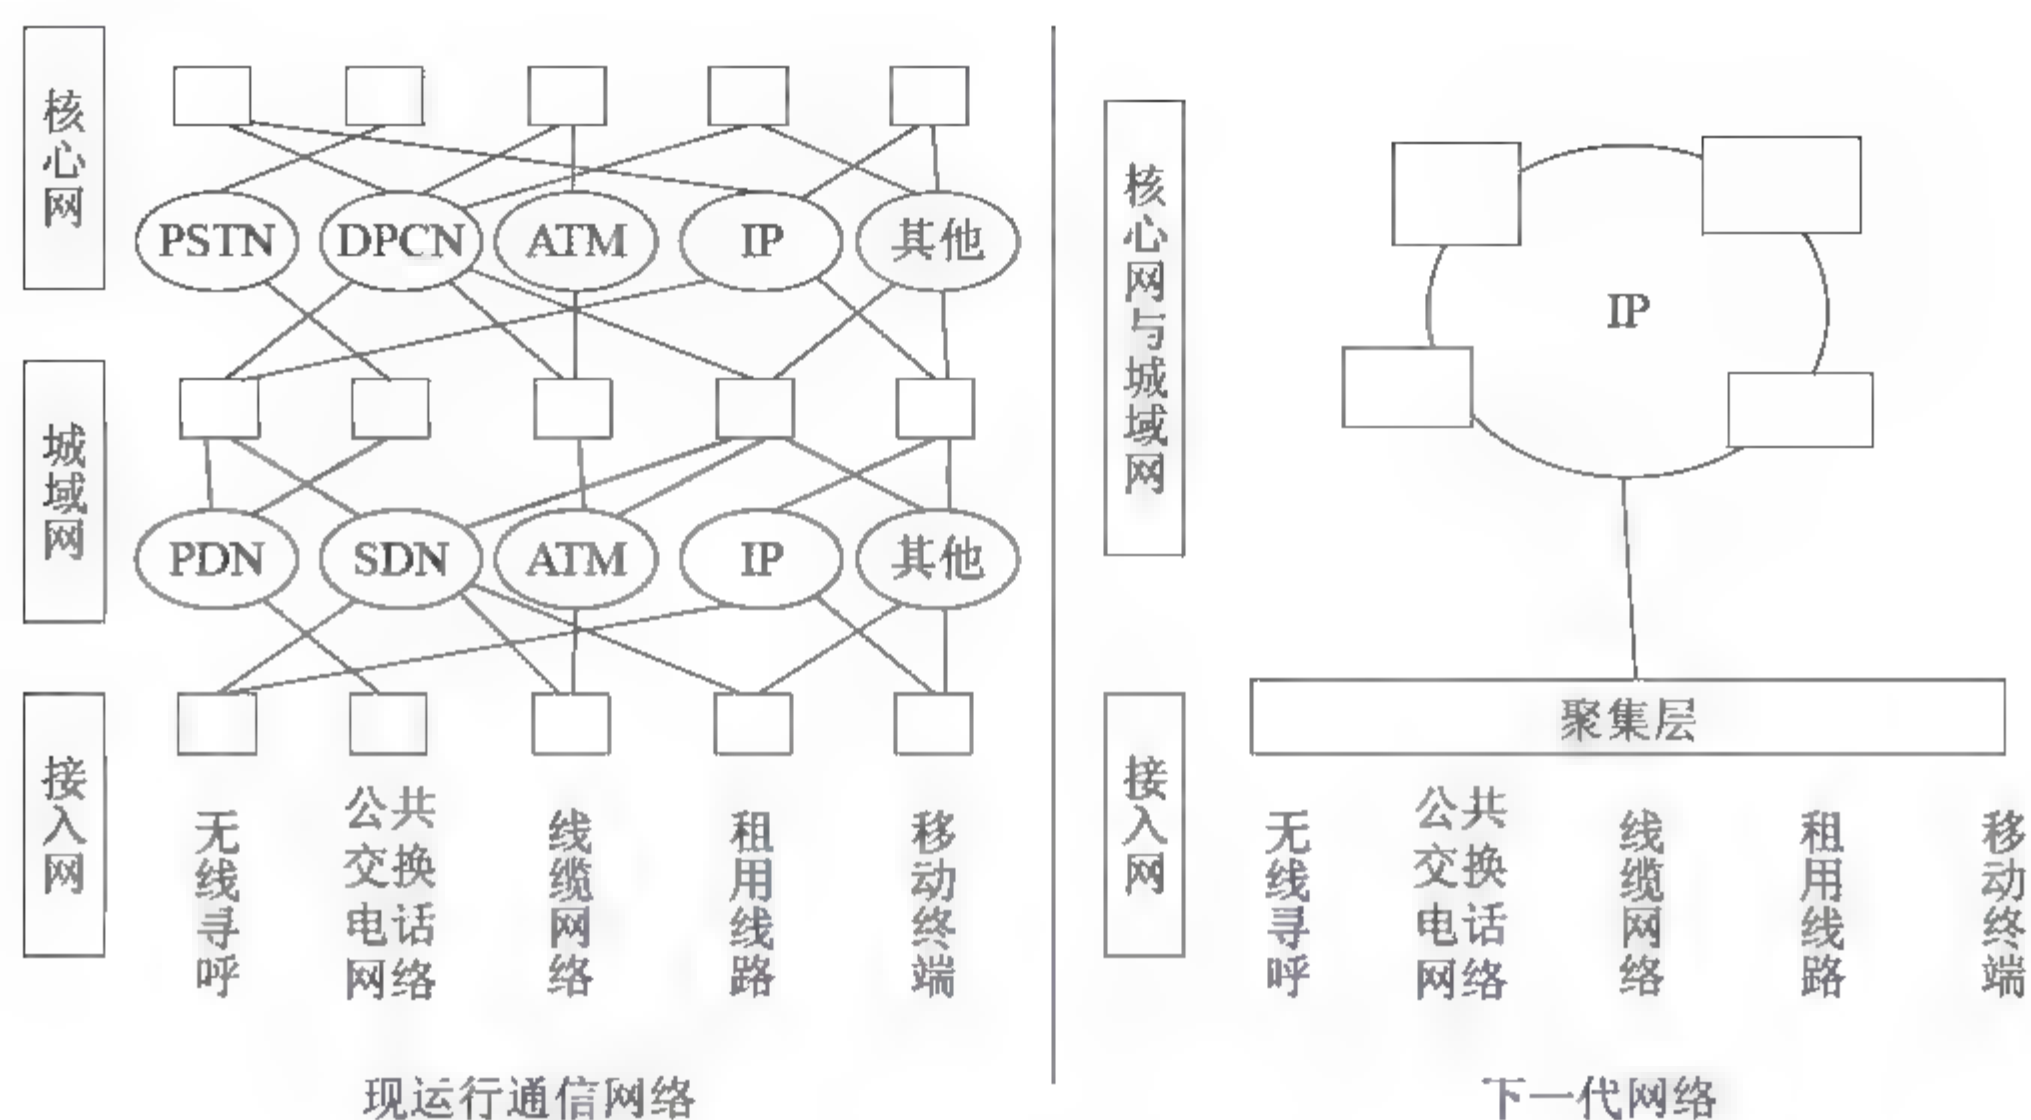 核心网
PSTN
DPCN
ATM
IP
其他
城域网
PDN
SDN
ATM
IP
其他
接入网
无线寻呼
公共交换电话网络
线缆网络
租用线路
移动终端
现运行通信网络
核心网与城域网
IP
接入网
聚集层
无线寻呼
公共交换电话网络
线缆网络
租用线路
移动终端
下一代网络